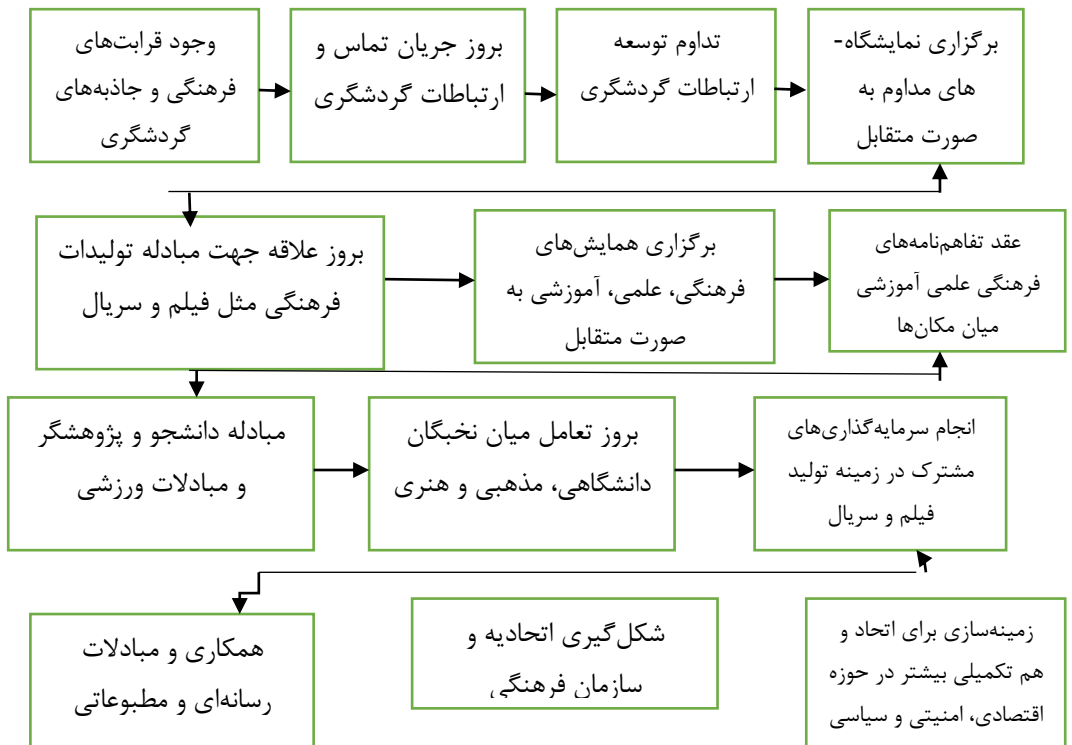 وجود قرابت‌های
فرهنگی و جاذبه‌های
گردشگری
بروز جریان تماس و
ارتباطات گردشگری
تداوم توسعه
ارتباطات گردشگری
برگزاری نمایشگاه-
های مداوم به
صورت متقابل
بروز علاقه جهت مبادله تولیدات
فرهنگی مثل فیلم و سریال
برگزاری همایش‌های
فرهنگی، علمی، آموزشی به
صورت متقابل
عقد تفاهم‌نامه‌های
فرهنگی علمی آموزشی
میان مکان‌ها
مبادله دانشجو و پژوهشگر
و مبادلات ورزشی
بروز تعامل میان نخبگان
دانشگاهی، مذهبی و هنری
انجام سرمایه‌گذاری‌های
مشترک در زمینه تولید
فیلم و سریال
همکاری و مبادلات
رسانه‌ای و مطبوعاتی
شکل‌گیری اتحادیه و
سازمان فرهنگی
زمینه‌سازی برای اتحاد و
هم تکمیلی بیشتر در حوزه
اقتصادی، امنیتی و سیاسی